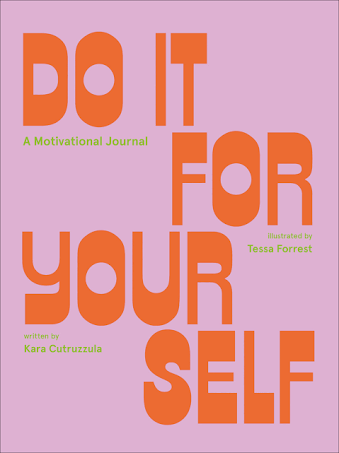 DO IT
A Motivational Journal
FOR
illustrated by
Tessa Forrest
YOUR
written by
Kara Cutruzzula
SELF